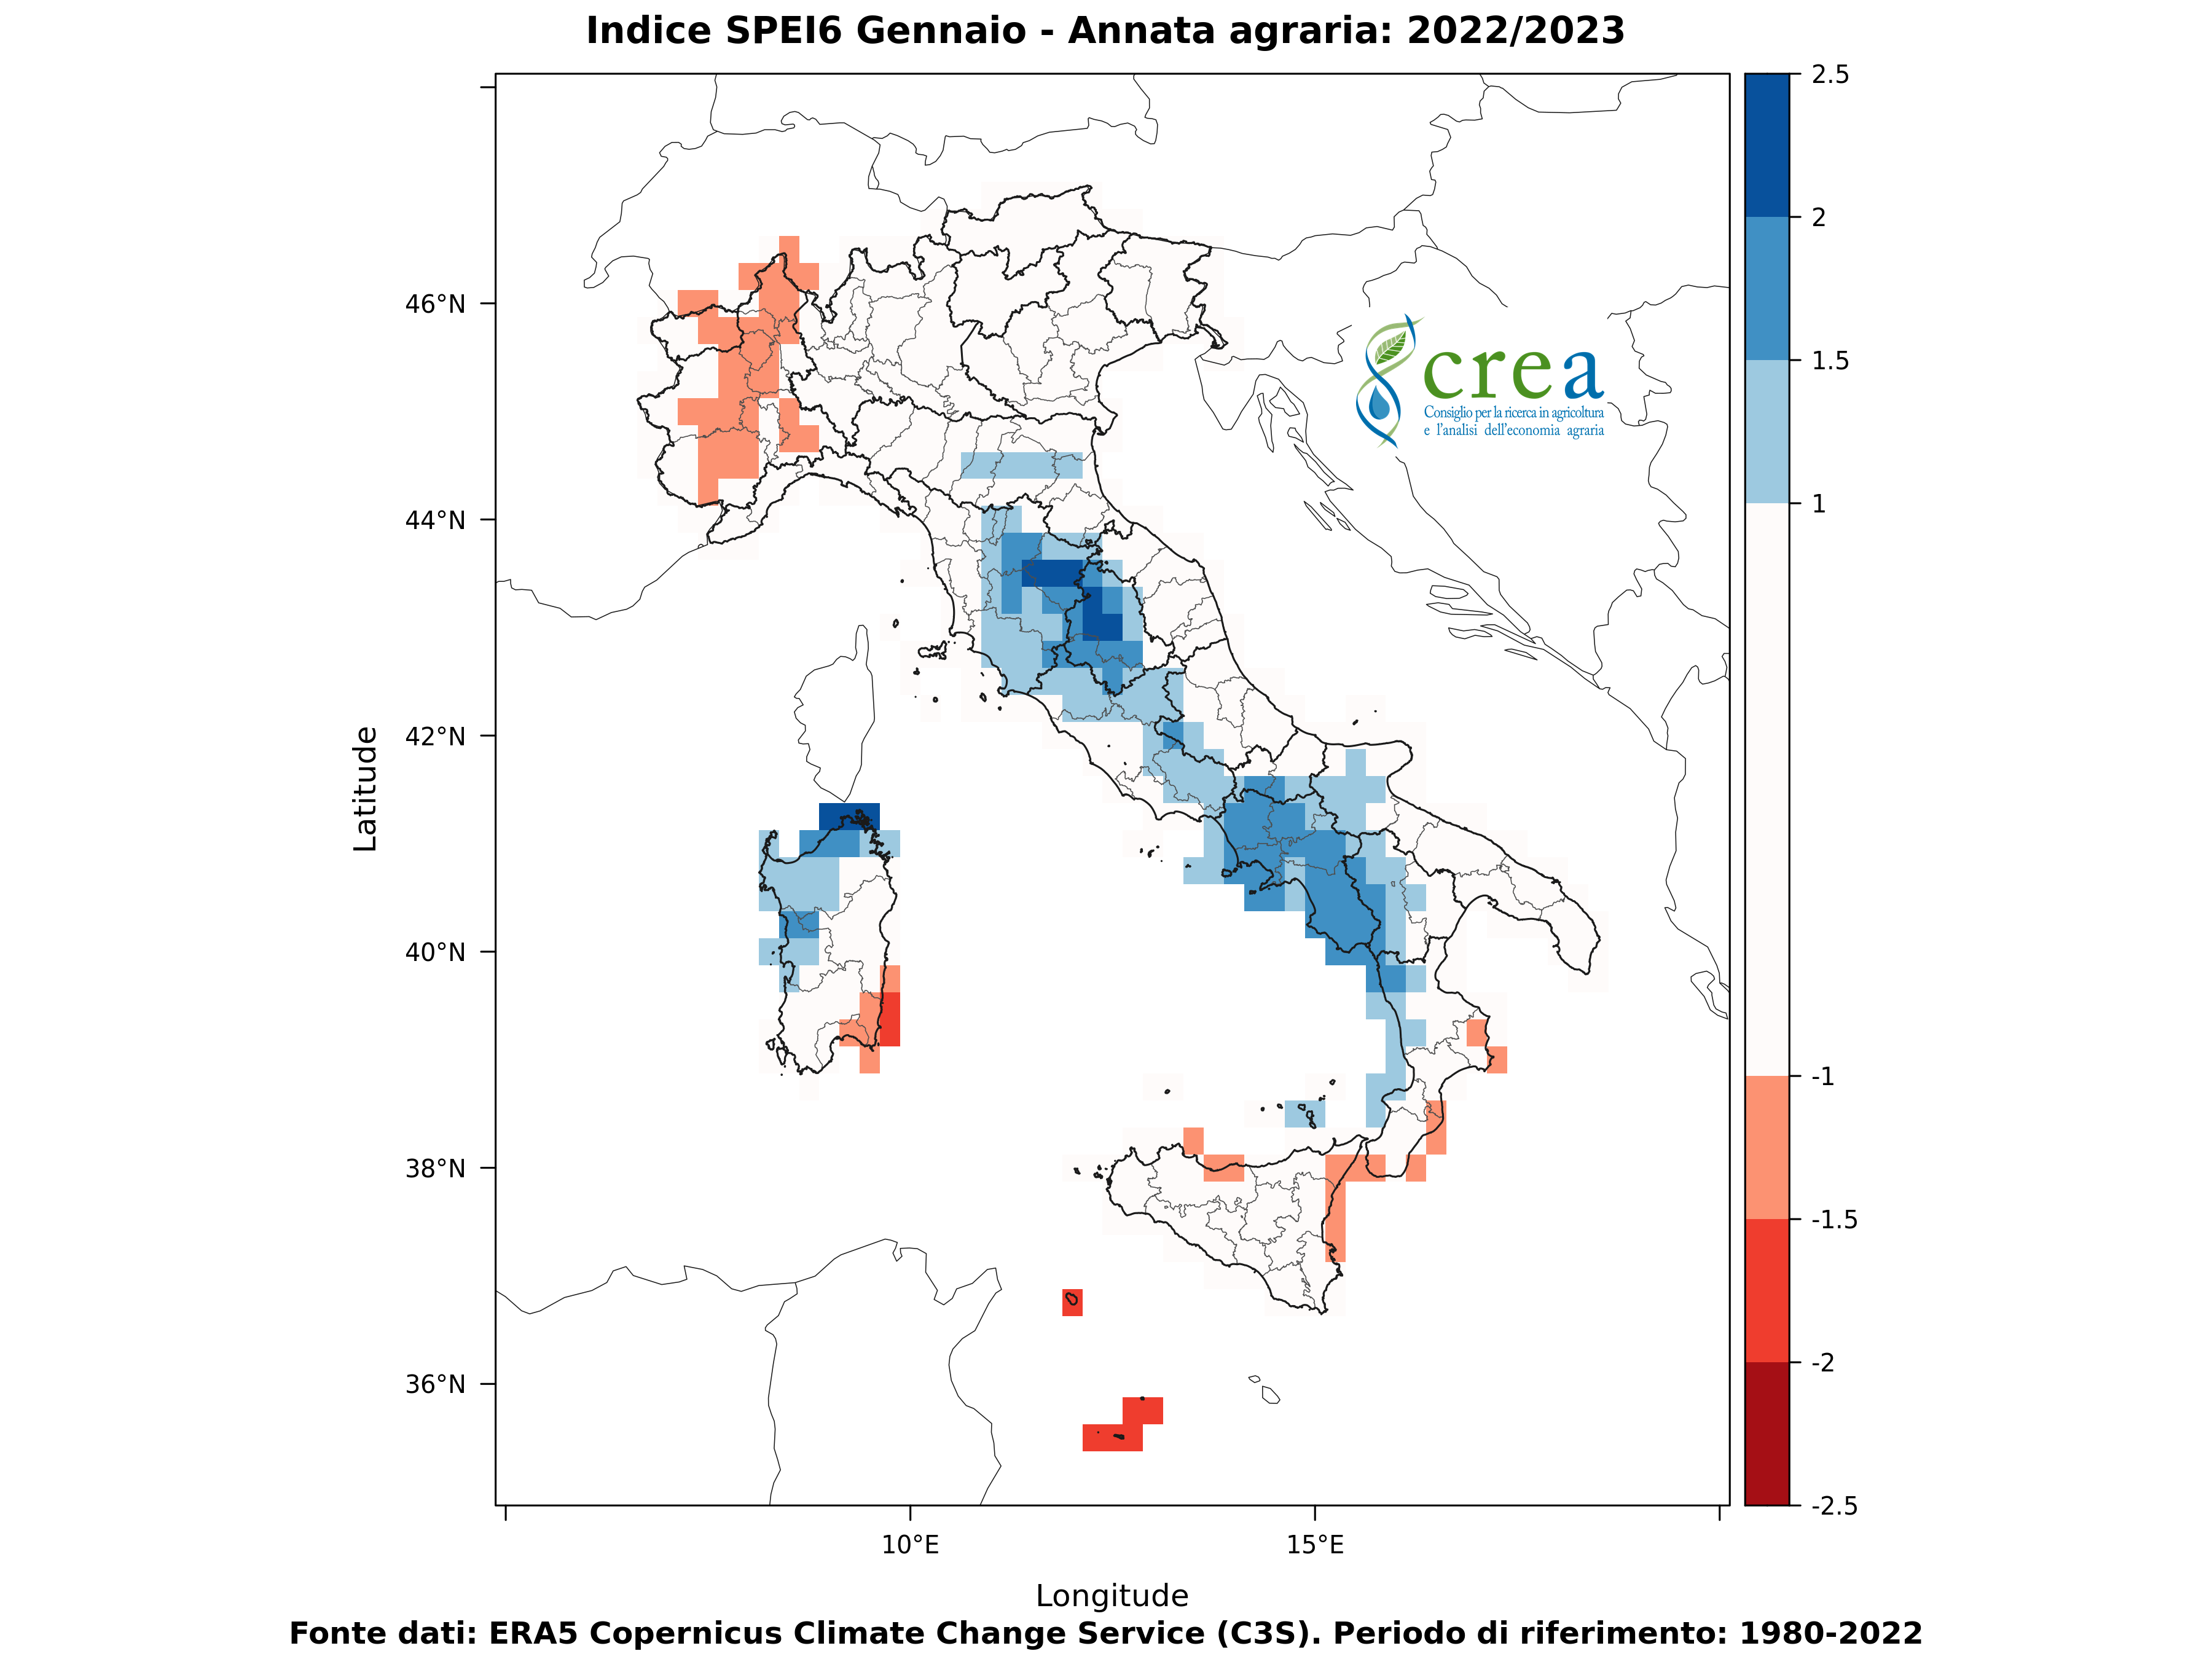 Indice SPEI6 Gennaio - Annata agraria: 2022/2023
2.5
2
1.5
1
-1
-1.5
-2
-2.5
46°N
44°N
42°N
40°N
38°N
36°N
Latitude
crea
Consiglio per la ricerca in agricoltura
e l'analisi dell'economia agraria
10°E
15°E
Longitude
Fonte dati: ERA5 Copernicus Climate Change Service (C3S). Periodo di riferimento: 1980-2022